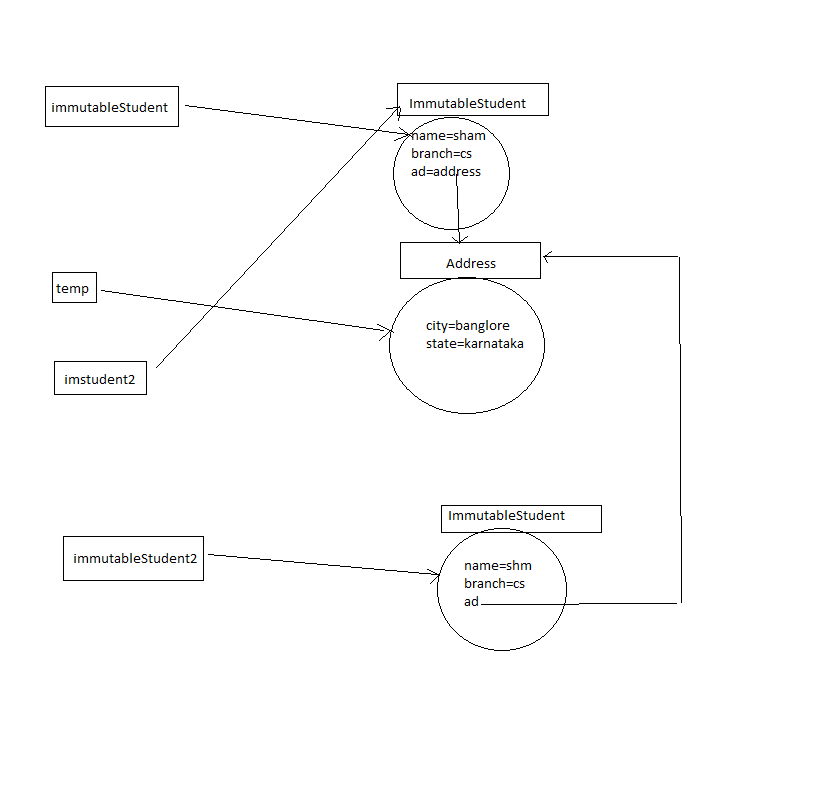 immutableStudent
ImmutableStudent
name=sham
branch=cs
ad=address
Address
temp
city=banglore
state=karnataka
imstudent2
ImmutableStudent
immutableStudent2
name=shm
branch=cs
ad